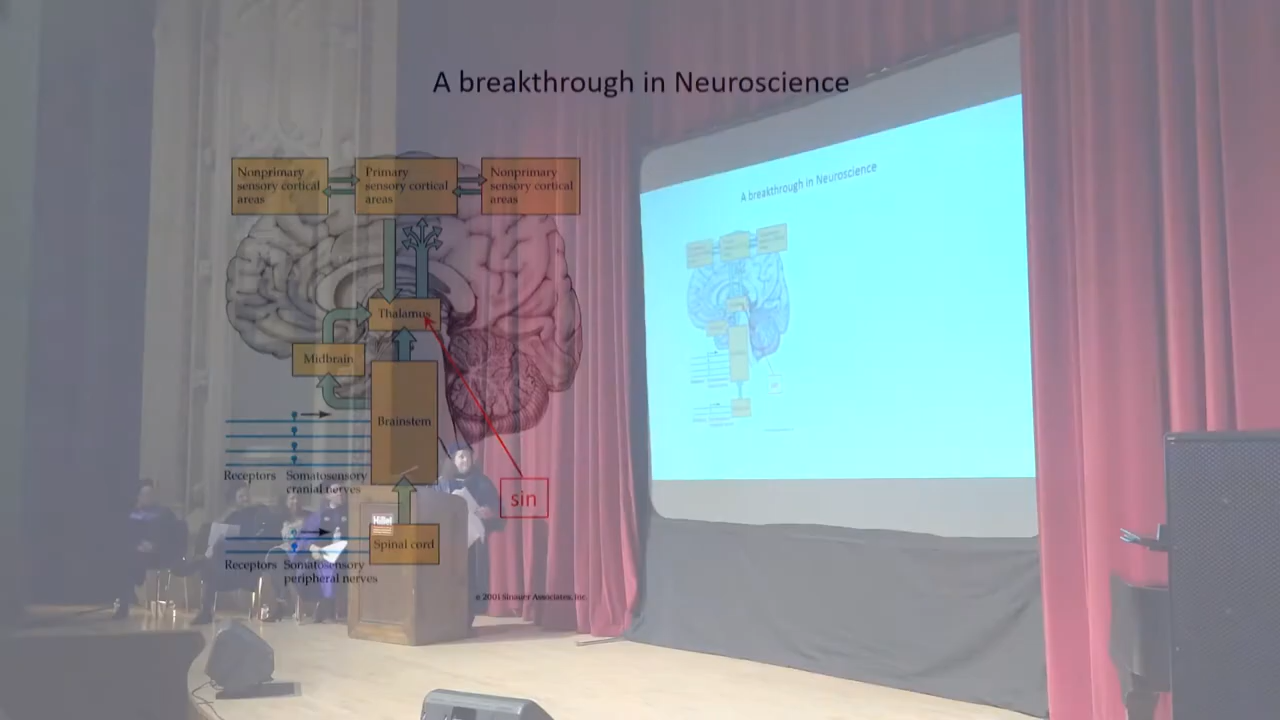 A breakthrough in Neuroscience
Nonprimary
sensory cortical
areas
Primary
sensory cortical
areas
Nonprimary
sensory cortical
areas
Thalamus
Midbrain
Brainstem
Receptors
Somatosensory
cranial nerves
sin
Hillel
Spinal cord
Receptors
Somatosensory
peripheral nerves
© 2001 Sinauer Associates, Inc.
A breakthrough in Neuroscience